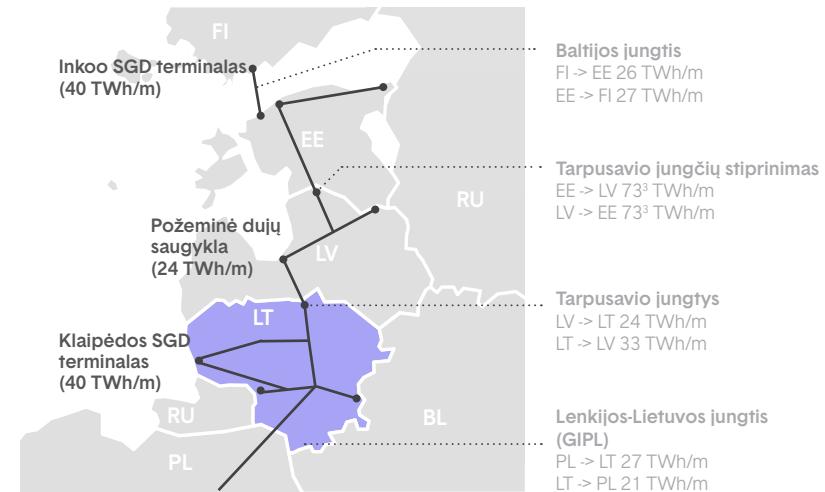 FI
Inkoo SGD terminalas
(40 TWh/m)
Baltijos jungtis
FI -> EE 26 TWh/m
EE -> FI 27 TWh/m
EE
Tarpusavio jungčių stiprinimas
EE -> LV 73³ TWh/m
LV -> EE 73³ TWh/m
RU
Požeminė dujų
saugykla
(24 TWh/m)
LV
LT
Tarpusavio jungtys
LV -> LT 24 TWh/m
LT -> LV 33 TWh/m
Klaipėdos SGD
terminalas
(40 TWh/m)
RU
BL
PL
Lenkijos-Lietuvos jungtis
(GIPL)
PL -> LT 27 TWh/m
LT -> PL 21 TWh/m